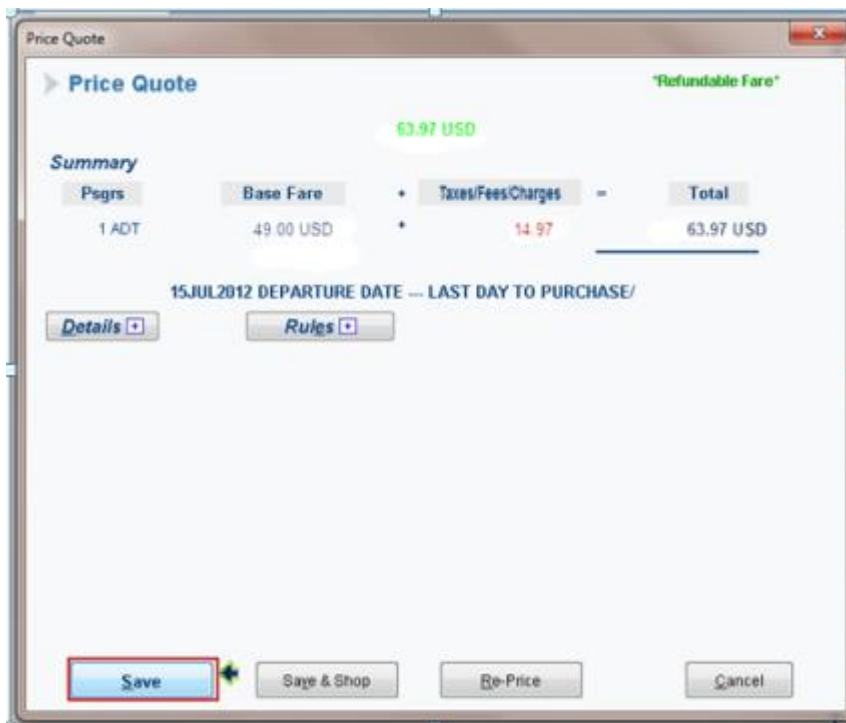 Price Quote
Price Quote
*Refundable Fare*
63.97 USD
Summary
Psgrs Base Fare + Taxes/Fees/Charges = Total
1 ADT 49.00 USD + 14.97 63.97 USD
15JUL2012 DEPARTURE DATE --- LAST DAY TO PURCHASE/
Details + Rules +
Save Save & Shop Re-Price Cancel